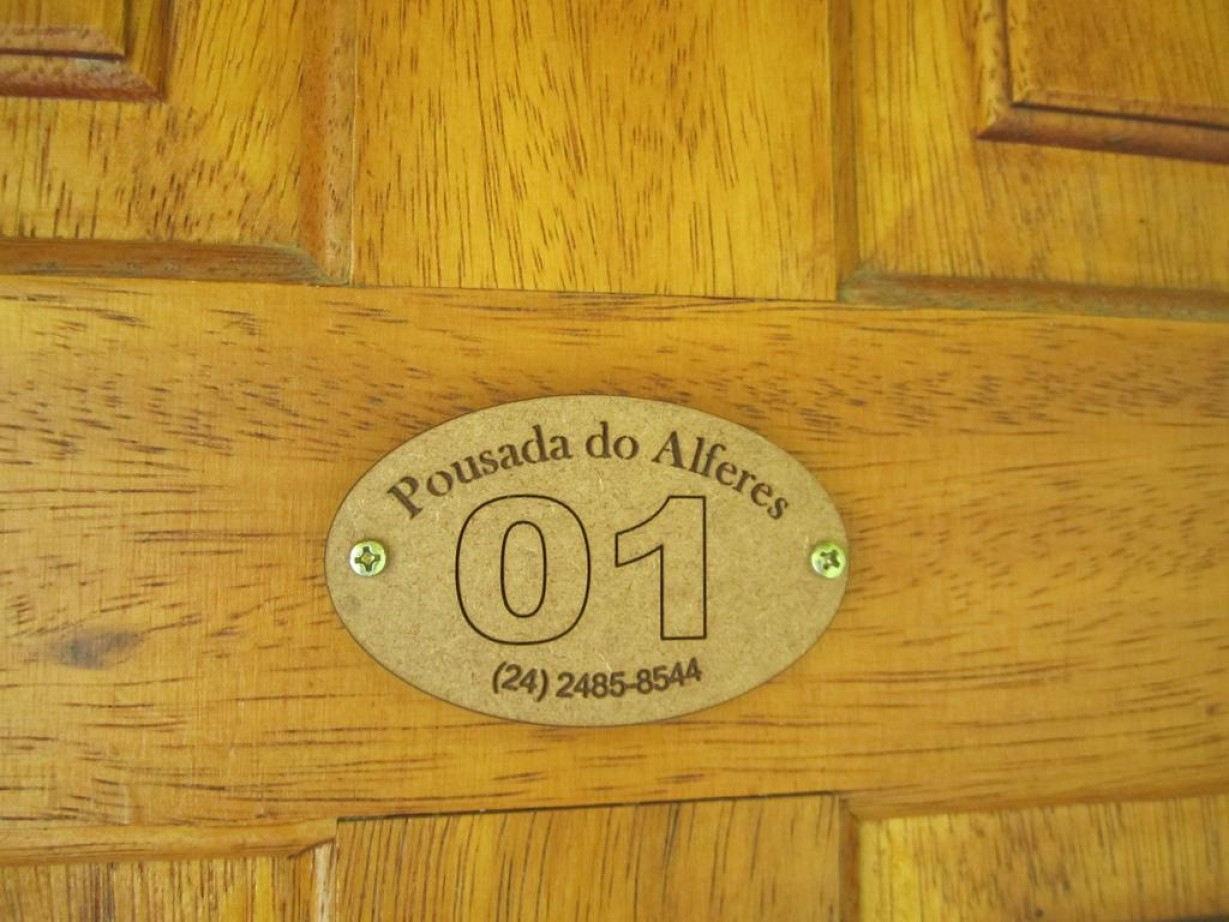 Pousada do Alferes
01
(24) 2485-8544